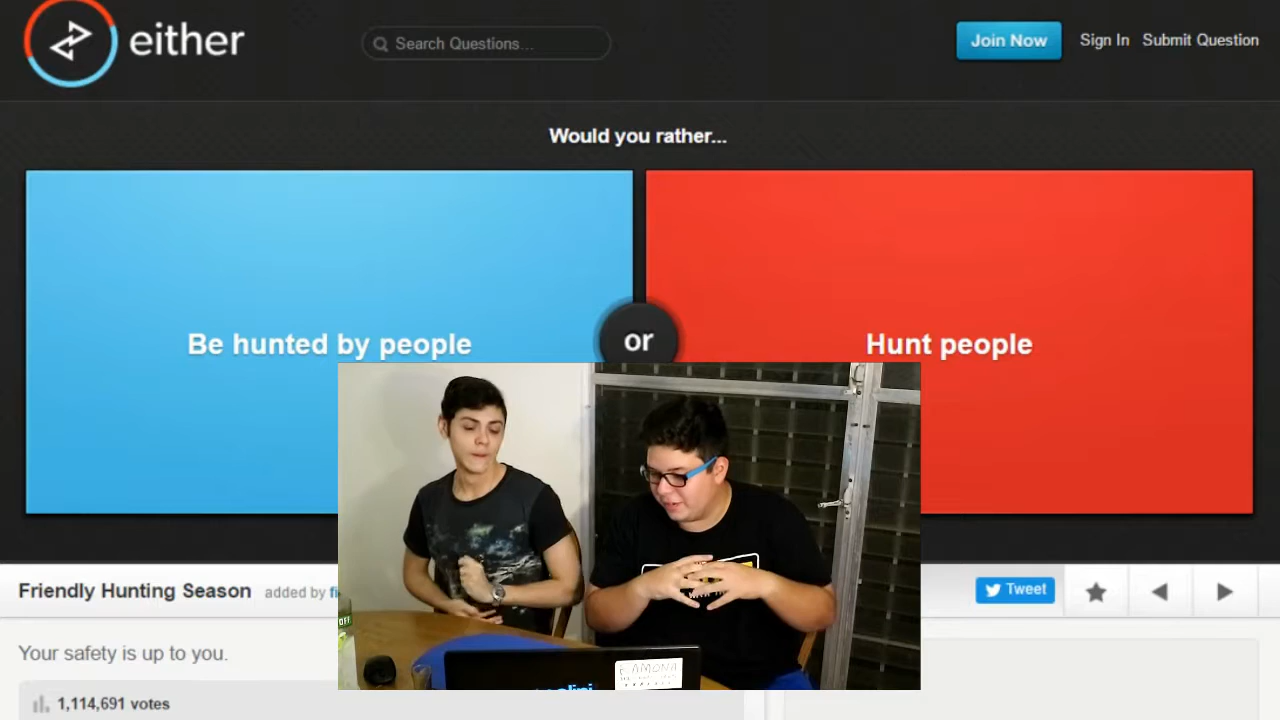 either
Search Questions...
Join Now
Sign In
Submit Question
Would you rather...
Be hunted by people
or
Hunt people
Friendly Hunting Season
added by
Tweet
Your safety is up to you.
1,114,691 votes
OFF